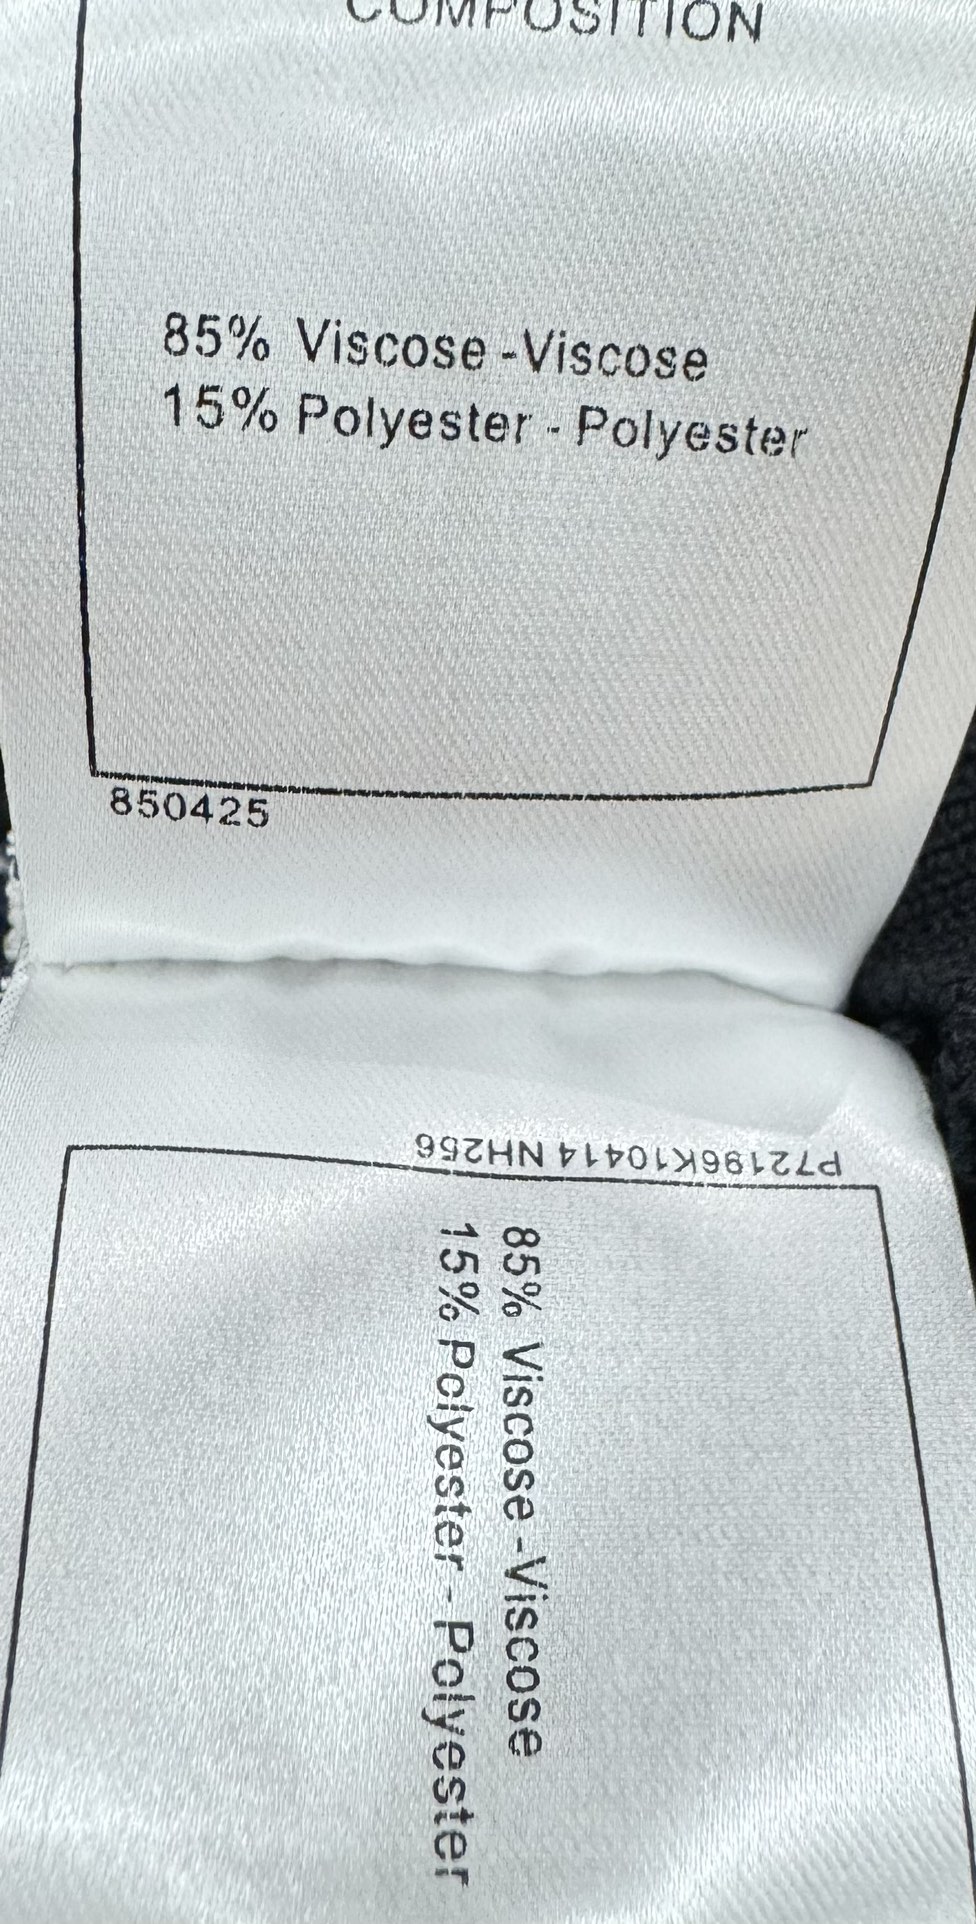 COMPOSITION
85% Viscose - Viscose
15% Polyester - Polyester
850425
P72196K10414 NH256
85% Viscose - Viscose
15% Polyester - Polyester